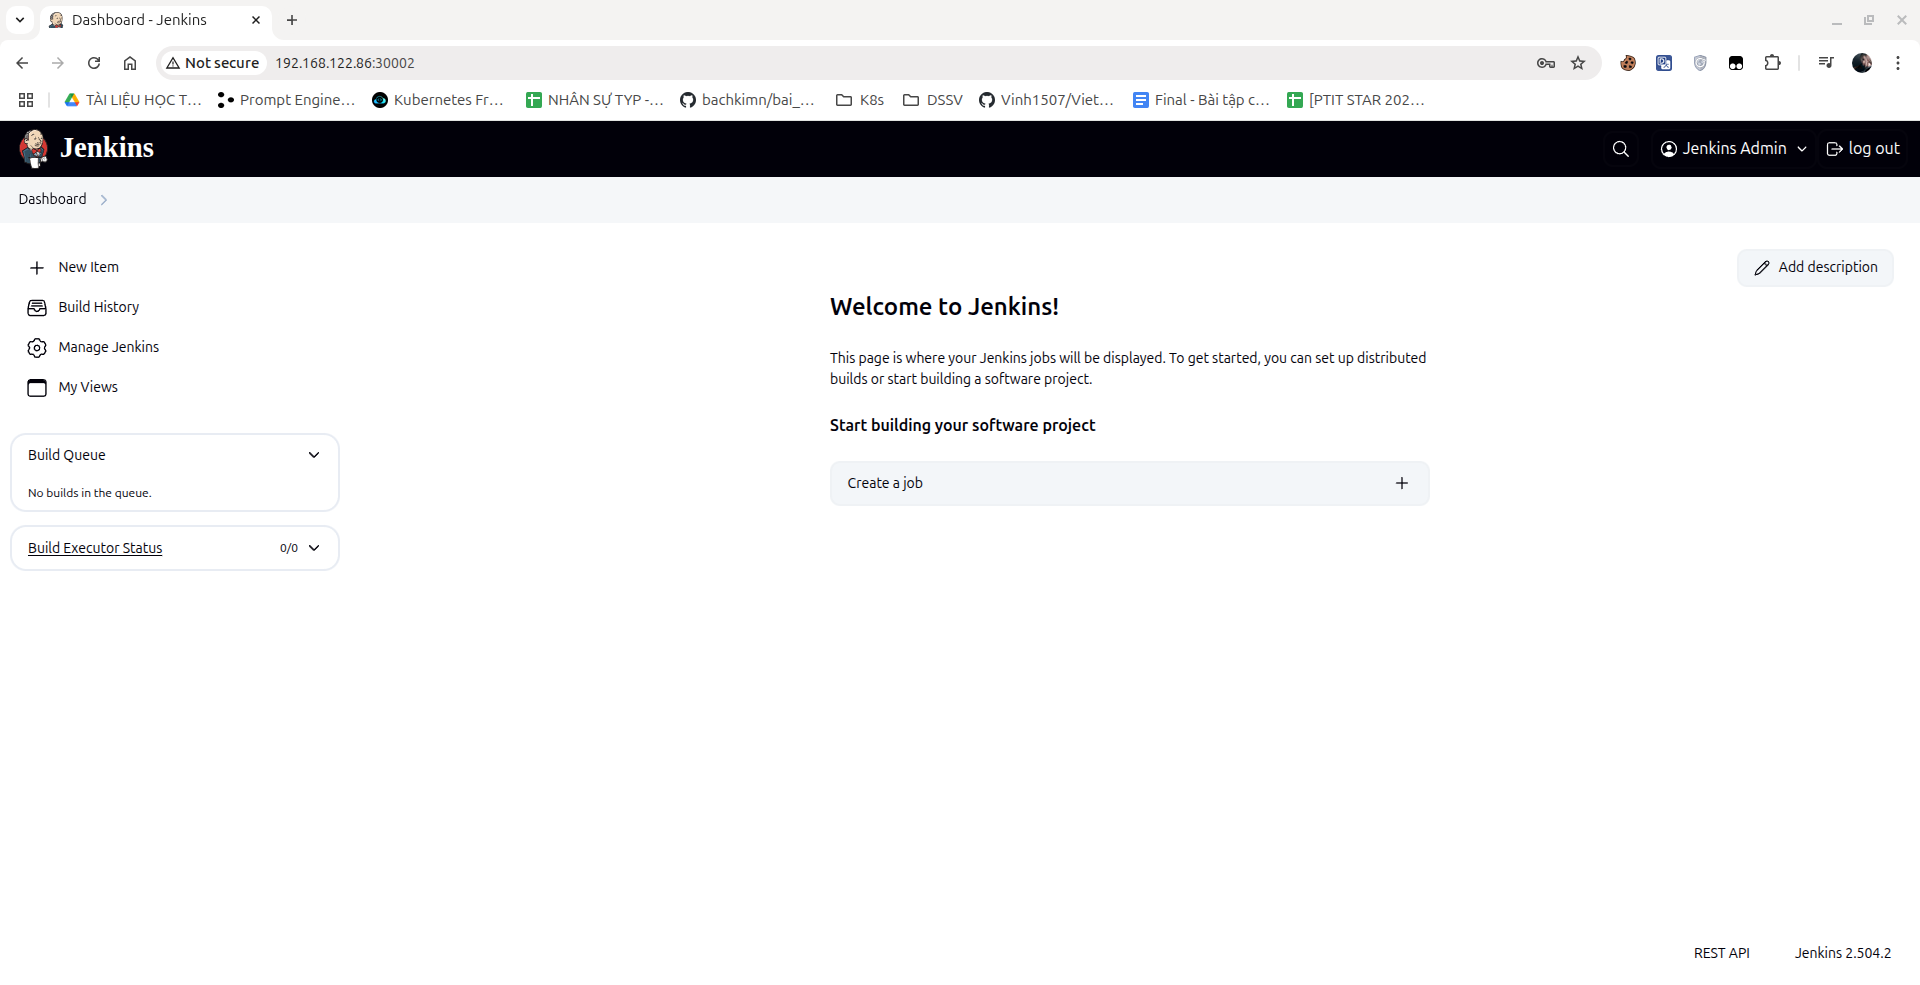 Dashboard - Jenkins
Not secure 192.168.122.86:30002
TÀI LIỆU HỌC T... Prompt Engine... Kubernetes Fr... NHÂN SỰ TYP -... bachkimn/bai_... K8s DSSV Vinh1507/Viet... Final - Bài tập c... [PTIT STAR 202...
Jenkins Jenkins Admin log out
Dashboard
New Item
Build History
Manage Jenkins
My Views
Build Queue
No builds in the queue.
Build Executor Status 0/0
Add description
Welcome to Jenkins!
This page is where your Jenkins jobs will be displayed. To get started, you can set up distributed
builds or start building a software project.
Start building your software project
Create a job
REST API Jenkins 2.504.2